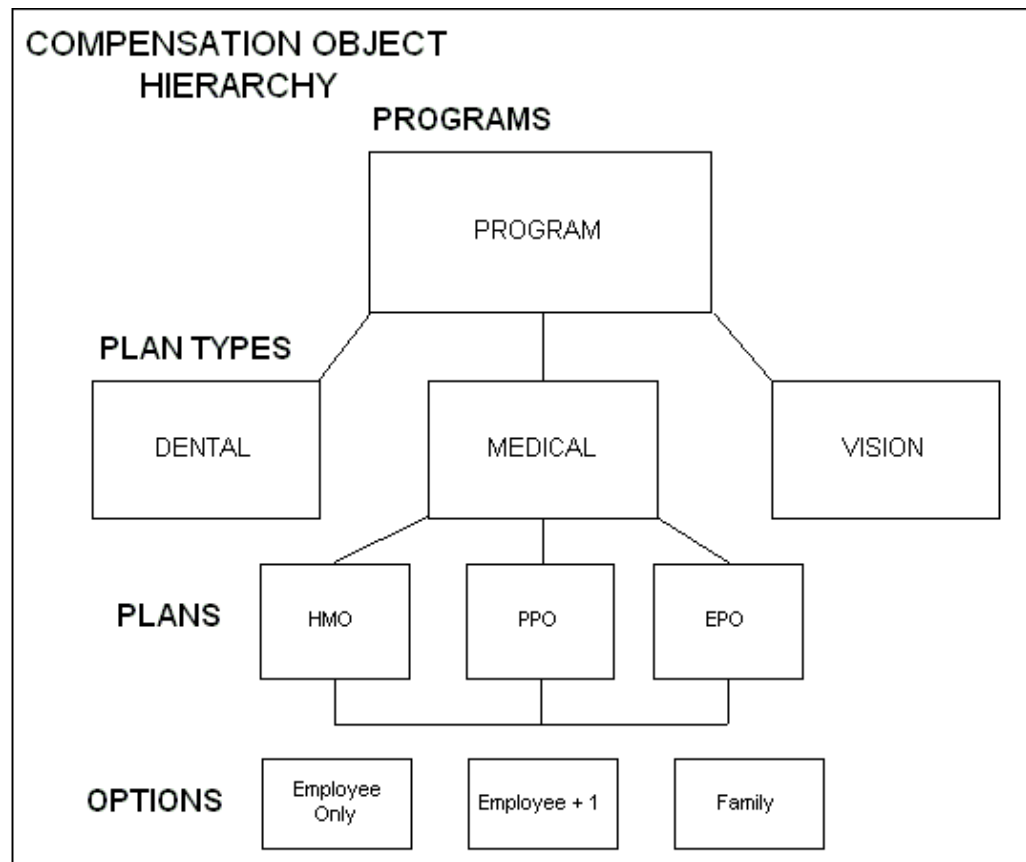 COMPENSATION OBJECT
HIERARCHY
PROGRAMS
PROGRAM
PLAN TYPES
DENTAL
MEDICAL
VISION
PLANS
HMO
PPO
EPO
OPTIONS
Employee
Only
Employee + 1
Family